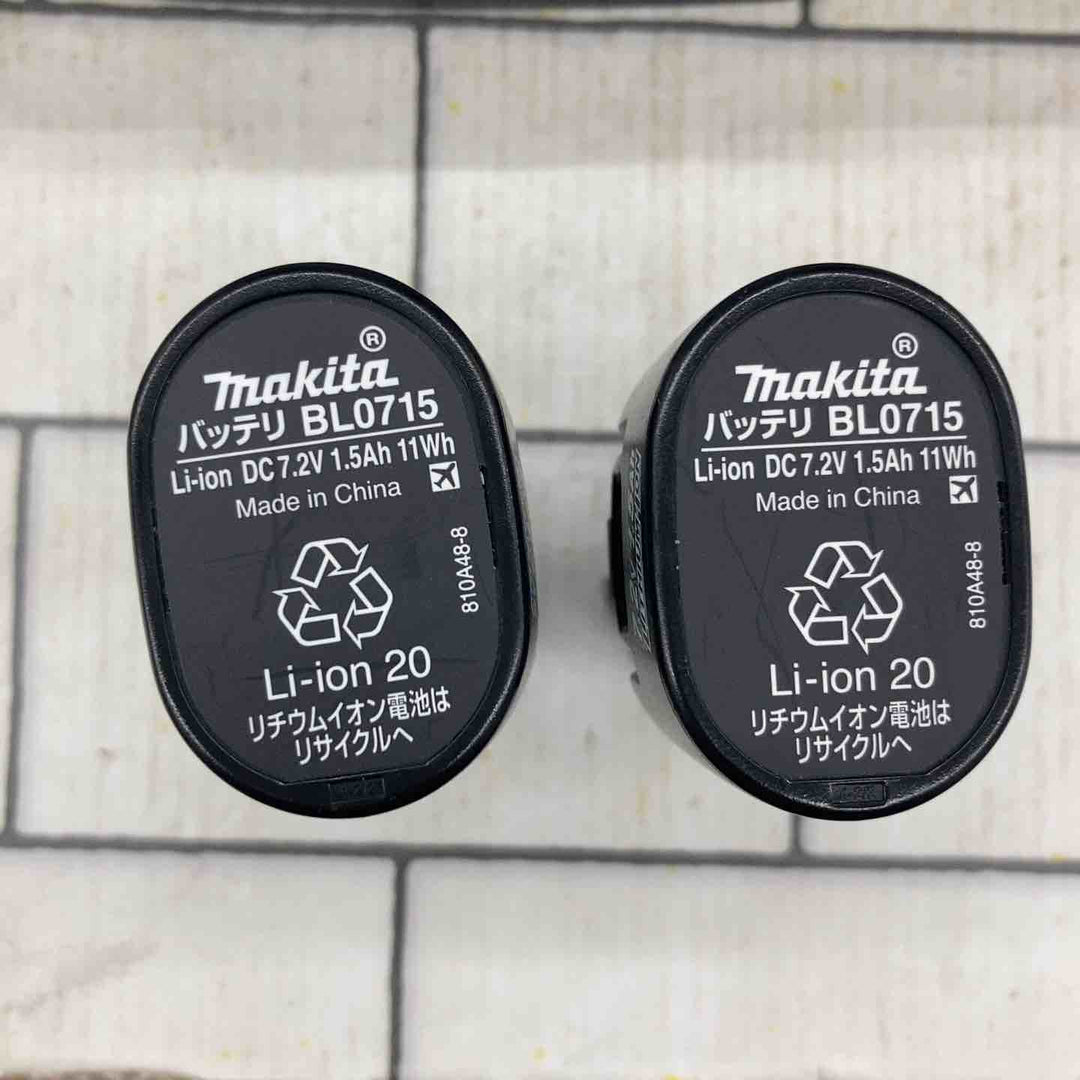 makita®
バッテリ BL0715
Li-ion DC 7.2V 1.5Ah 11Wh
Made in China
810A48-8
Li-ion 20
リチウムイオン電池は
リサイクルへ
makita®
バッテリ BL0715
Li-ion DC 7.2V 1.5Ah 11Wh
Made in China
810A48-8
Li-ion 20
リチウムイオン電池は
リサイクルへ